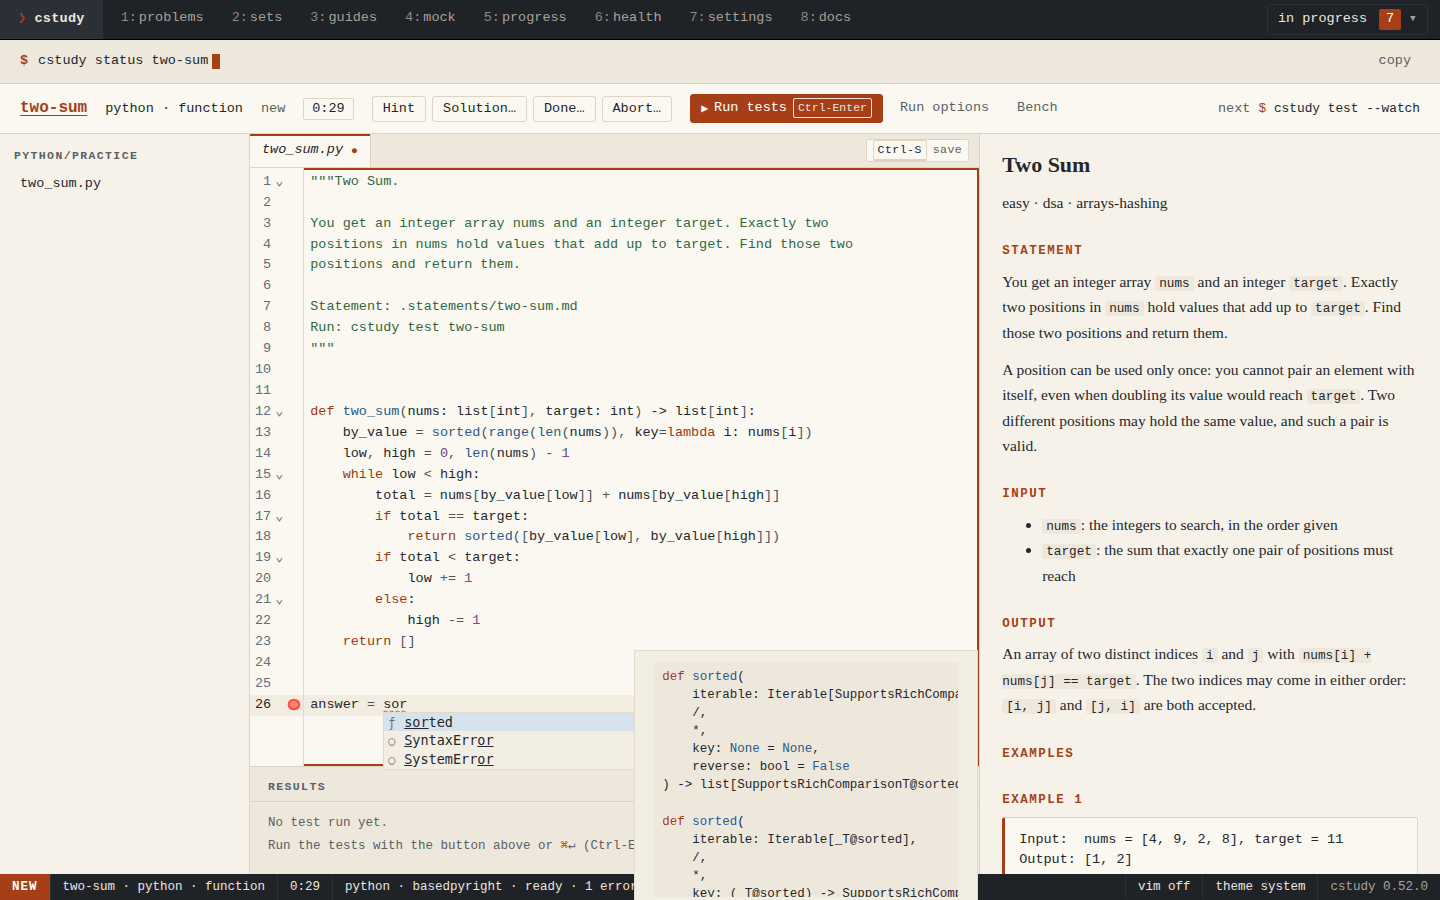 ❯ cstudy 1:problems 2:sets 3:guides 4:mock 5:progress 6:health 7:settings 8:docs in progress 7 ▼
$ cstudy status two-sum copy
two-sum python · function new 0:29 Hint Solution… Done… Abort… ▶ Run tests Ctrl-Enter Run options Bench next $ cstudy test --watch
PYTHON/PRACTICE
two_sum.py
two_sum.py ● Ctrl-S save
1 """Two Sum.
2
3 You get an integer array nums and an integer target. Exactly two
4 positions in nums hold values that add up to target. Find those two
5 positions and return them.
6
7 Statement: .statements/two-sum.md
8 Run: cstudy test two-sum
9 """
10
11
12 def two_sum(nums: list[int], target: int) -> list[int]:
13     by_value = sorted(range(len(nums)), key=lambda i: nums[i])
14     low, high = 0, len(nums) - 1
15     while low < high:
16         total = nums[by_value[low]] + nums[by_value[high]]
17         if total == target:
18             return sorted([by_value[low], by_value[high]])
19         if total < target:
20             low += 1
21         else:
22             high -= 1
23     return []
24
25
26 answer = sor
ƒ sorted
○ SyntaxError
○ SystemError
def sorted(
    iterable: Iterable[SupportsRichCompa
    /,
    *,
    key: None = None,
    reverse: bool = False
) -> list[SupportsRichComparisonT@sorted
def sorted(
    iterable: Iterable[_T@sorted],
    /,
    *,
    key: (_T@sorted) -> SupportsRichComp
RESULTS
No test run yet.
Run the tests with the button above or ⌘↵ (Ctrl-E
Two Sum
easy · dsa · arrays-hashing
STATEMENT
You get an integer array nums and an integer target. Exactly
two positions in nums hold values that add up to target. Find
those two positions and return them.
A position can be used only once: you cannot pair an element with
itself, even when doubling its value would reach target. Two
different positions may hold the same value, and such a pair is
valid.
INPUT
• nums: the integers to search, in the order given
• target: the sum that exactly one pair of positions must
reach
OUTPUT
An array of two distinct indices i and j with nums[i] +
nums[j] == target. The two indices may come in either order:
[i, j] and [j, i] are both accepted.
EXAMPLES
EXAMPLE 1
Input:  nums = [4, 9, 2, 8], target = 11
Output: [1, 2]
NEW two-sum · python · function 0:29 python · basedpyright · ready · 1 error vim off theme system cstudy 0.52.0